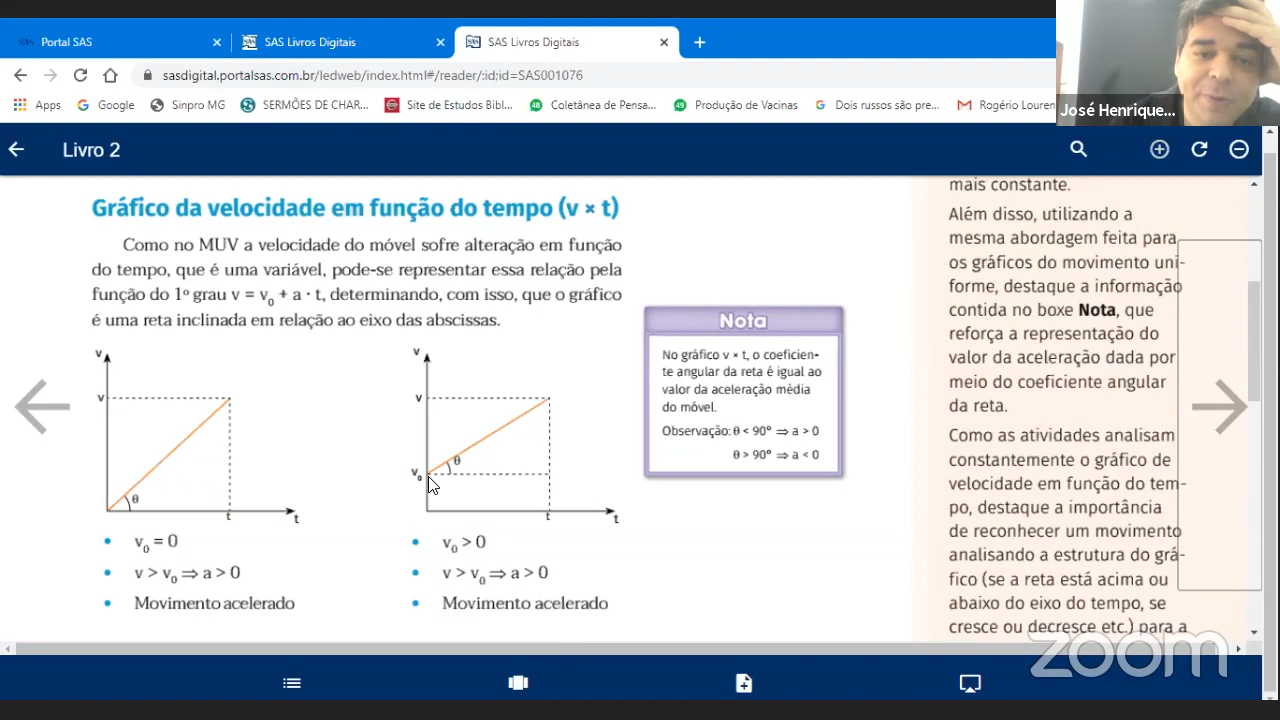 Portal SAS
SAS Livros Digitais
SAS Livros Digitais
sasdigital.portalsas.com.br/ledweb/index.html#/reader/:id:id=SAS001076
Apps
Google
Sinpro MG
SERMÕES DE CHAR...
Site de Estudos Bíbl...
Coletânea de Pensa...
Produção de Vacinas
Dois russos são pre...
Rogério Louren
José Henrique...
Livro 2
Gráfico da velocidade em função do tempo (v × t)
Como no MUV a velocidade do móvel sofre alteração em função
do tempo, que é uma variável, pode-se representar essa relação pela
função do 1º grau v = v₀ + a · t, determinando, com isso, que o gráfico
é uma reta inclinada em relação ao eixo das abscissas.
v
v
θ
t
t
v₀ = 0
v > v₀ ⇒ a > 0
Movimento acelerado
v
v
v₀
θ
t
t
v₀ > 0
v > v₀ ⇒ a > 0
Movimento acelerado
Nota
No gráfico v × t, o coeficien-
te angular da reta é igual ao
valor da aceleração média
do móvel.
Observação: θ < 90° ⇒ a > 0
θ > 90° ⇒ a < 0
mais constante.
Além disso, utilizando a
mesma abordagem feita para
os gráficos do movimento uni-
forme, destaque a informação
contida no boxe Nota, que
reforça a representação do
valor da aceleração dada por
meio do coeficiente angular
da reta.
Como as atividades analisam
constantemente o gráfico de
velocidade em função do tem-
po, destaque a importância
de reconhecer um movimento
analisando a estrutura do grá-
fico (se a reta está acima ou
abaixo do eixo do tempo, se
cresce ou decresce etc.) para a
zoom